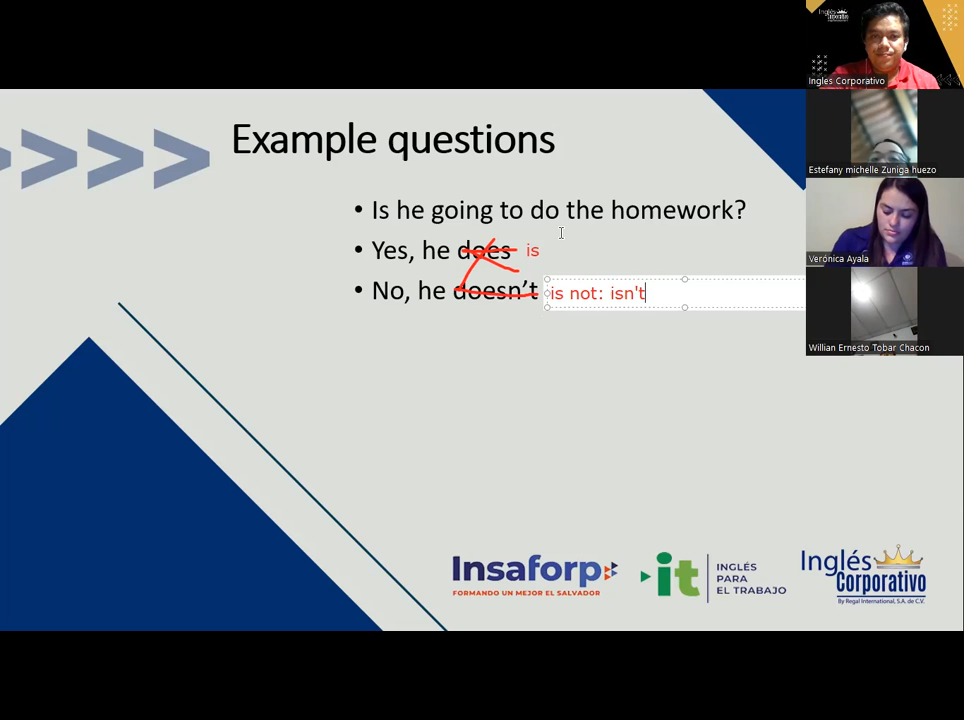 Inglés
Corporativo
Ingles Corporativo
Example questions
Estefany michelle Zuniga huezo
• Is he going to do the homework?
• Yes, he does is
Verónica Ayala
• No, he doesn't is not: isn't
Willian Ernesto Tobar Chacon
Insaforp
FORMANDO UN MEJOR EL SALVADOR
it
INGLÉS
PARA
EL TRABAJO
Inglés
Corporativo
By Regal International, S.A. de C.V.